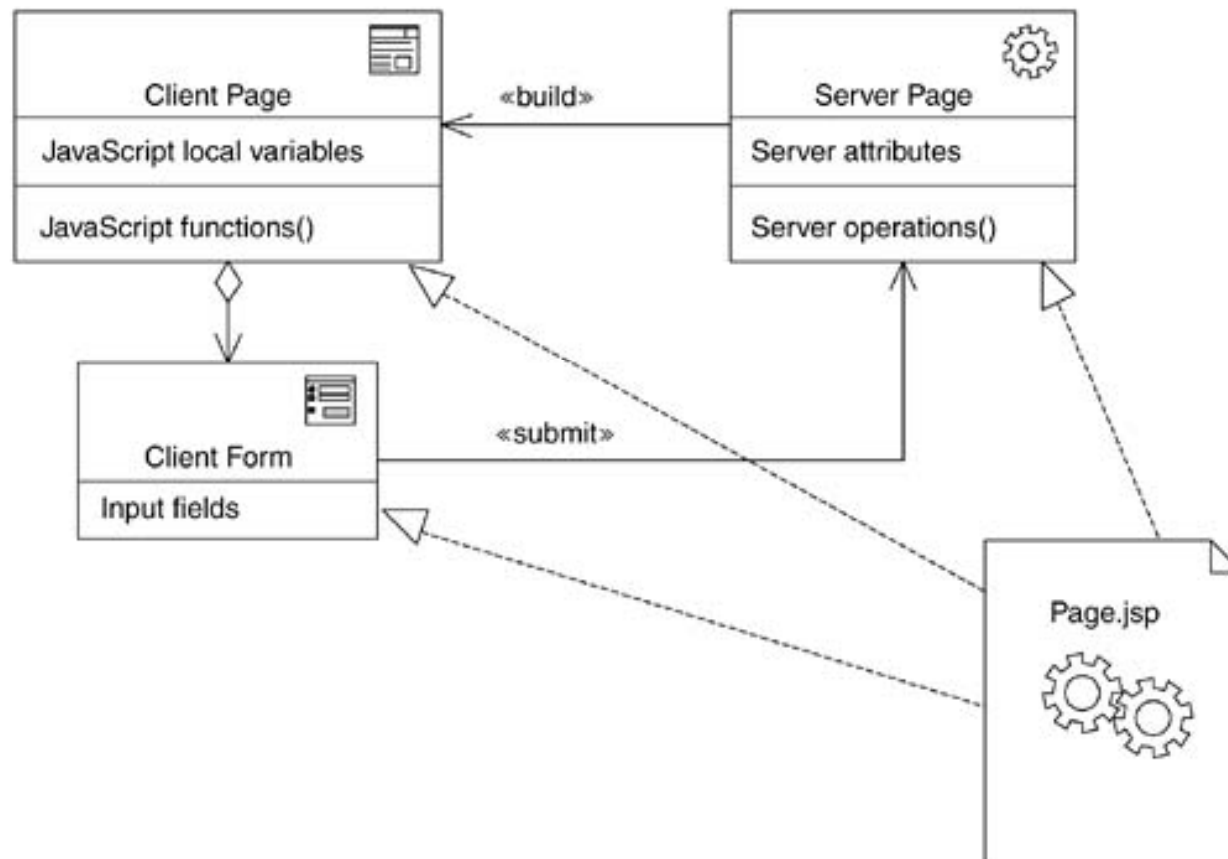 Client Page
JavaScript local variables
JavaScript functions()
«build»
Server Page
Server attributes
Server operations()
Client Form
Input fields
«submit»
Page.jsp